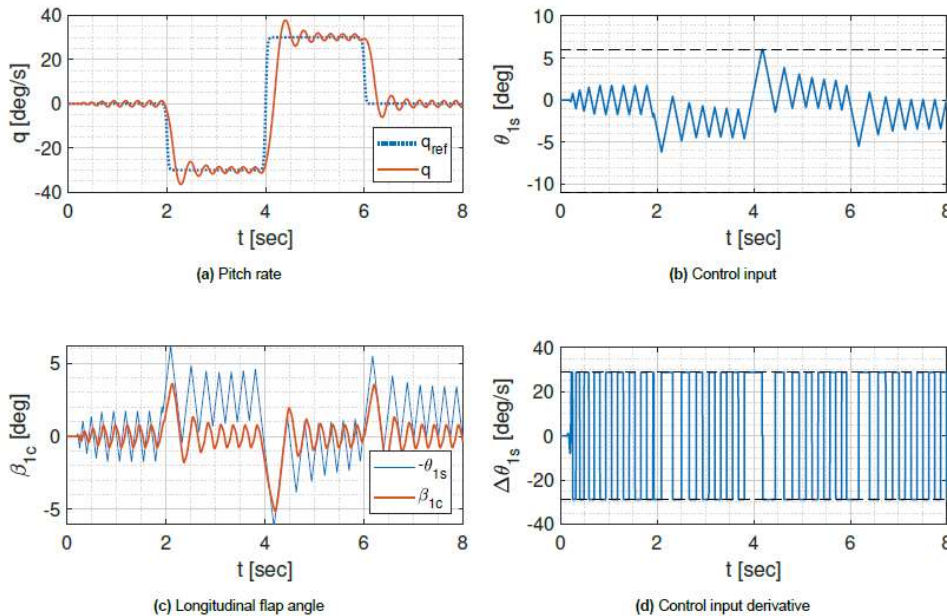 40
20
0
-20
-40
q [deg/s]
q_ref
q
0 2 4 6 8
t [sec]
(a) Pitch rate
10
5
0
-5
-10
θ_1s [deg]
0 2 4 6 8
t [sec]
(b) Control input
5
0
-5
β_1c [deg]
-θ_1s
β_1c
0 2 4 6 8
t [sec]
(c) Longitudinal flap angle
40
20
0
-20
-40
Δθ_1s [deg/s]
0 2 4 6 8
t [sec]
(d) Control input derivative